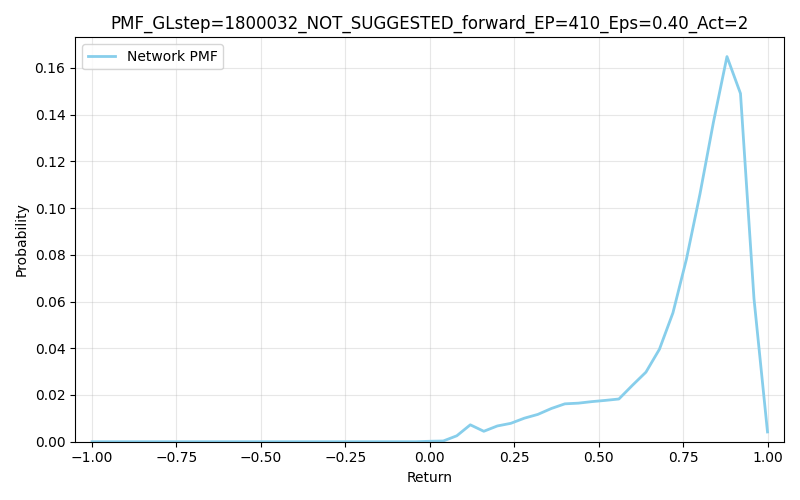 PMF_GLstep=1800032_NOT_SUGGESTED_forward_EP=410_Eps=0.40_Act=2
Network PMF
0.16
0.14
0.12
0.10
0.08
0.06
0.04
0.02
0.00
Probability
−1.00 −0.75 −0.50 −0.25 0.00 0.25 0.50 0.75 1.00
Return